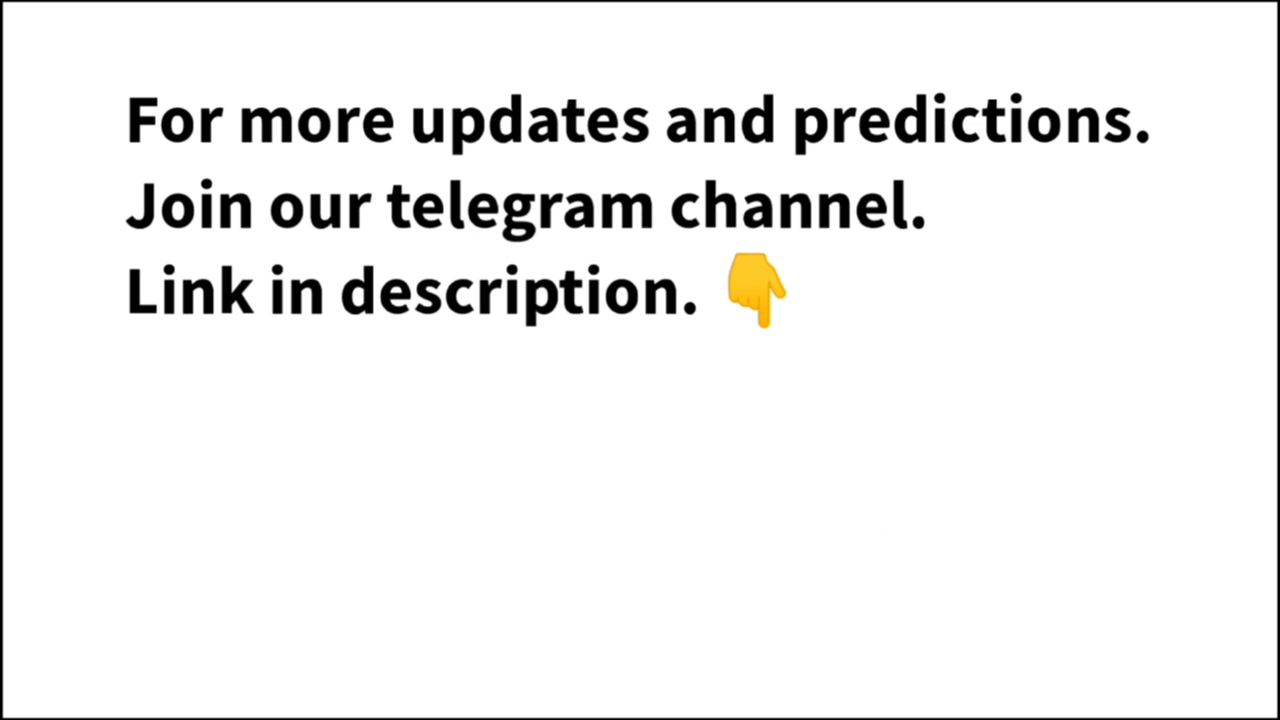 For more updates and predictions.
Join our telegram channel.
Link in description. 👇